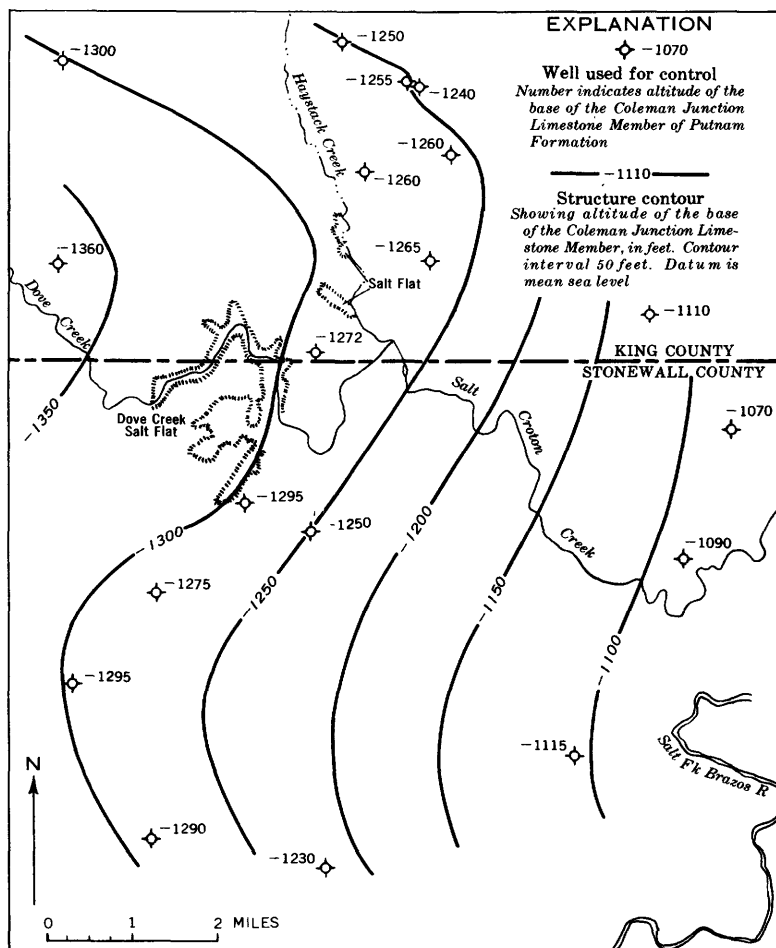 EXPLANATION
-1070
Well used for control
Number indicates altitude of the
base of the Coleman Junction
Limestone Member of Putnam
Formation
-1110
Structure contour
Showing altitude of the base
of the Coleman Junction Lime-
stone Member, in feet. Contour
interval 50 feet. Datum is
mean sea level
-1300
-1250
-1255
-1240
Haystack Creek
-1260
-1260
-1360
-1265
Dove Creek
Salt Flat
-1110
-1272
KING COUNTY
STONEWALL COUNTY
-1350
Dove Creek
Salt Flat
Salt
Croton
Creek
-1070
-1295
-1300
-1250
-1200
-1090
-1275
-1250
-1150
-1100
-1295
-1115
Salt Fk Brazos R
N
-1290
-1230
0 1 2 MILES